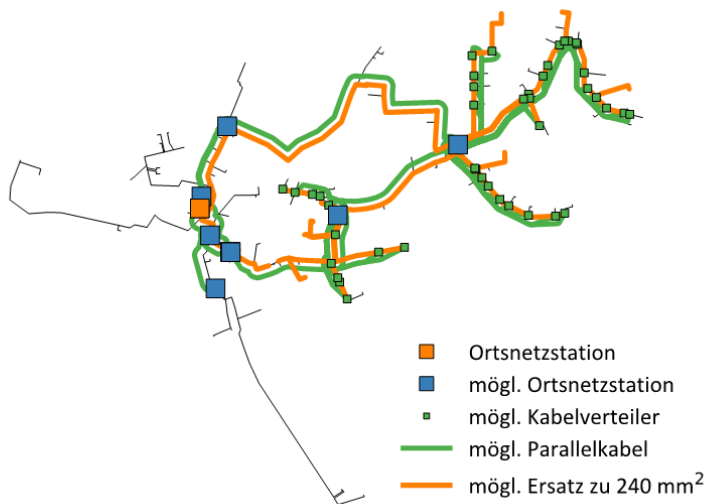 Ortsnetzstation
mögl. Ortsnetzstation
mögl. Kabelverteiler
mögl. Parallelkabel
mögl. Ersatz zu 240 mm²